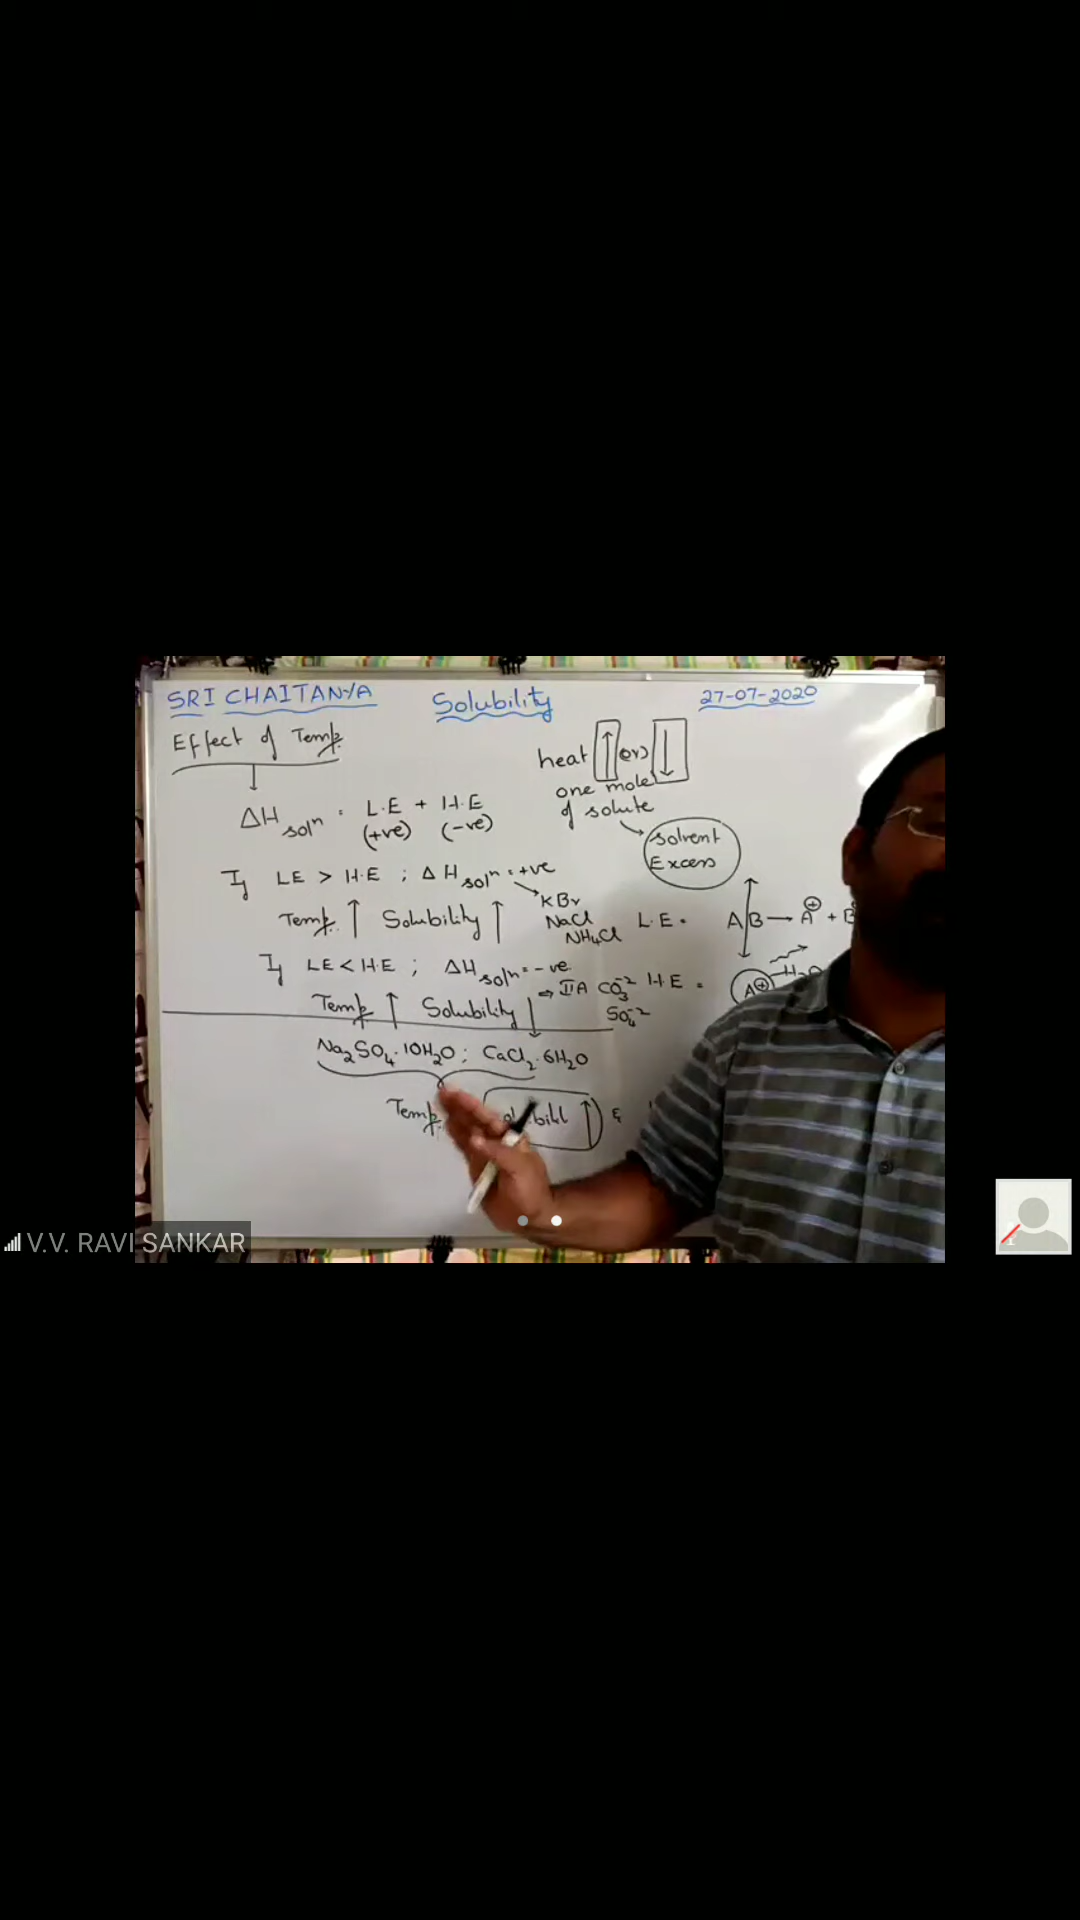 SRI CHAITANYA Solubility 27-07-2020
Effect of Temp.
heat ↑ (or) ↓
one mole
of solute
Solvent
Excess
ΔH solⁿ = L.E + H.E
(+ve) (-ve)
If LE > H.E ; ΔH solⁿ = +ve
KBr
NaCl
NH₄Cl
Temp. ↑ Solubility ↑
L.E = A/B → A⊕ + B
If LE < H.E ; ΔH solⁿ = -ve
⇒ IIA CO₃⁻² H.E =
SO₄⁻²
A⊕
Temp ↑ Solubility ↓
Na₂SO₄·10H₂O ; CaCl₂·6H₂O
Temp. ↑ &
V.V. RAVI SANKAR